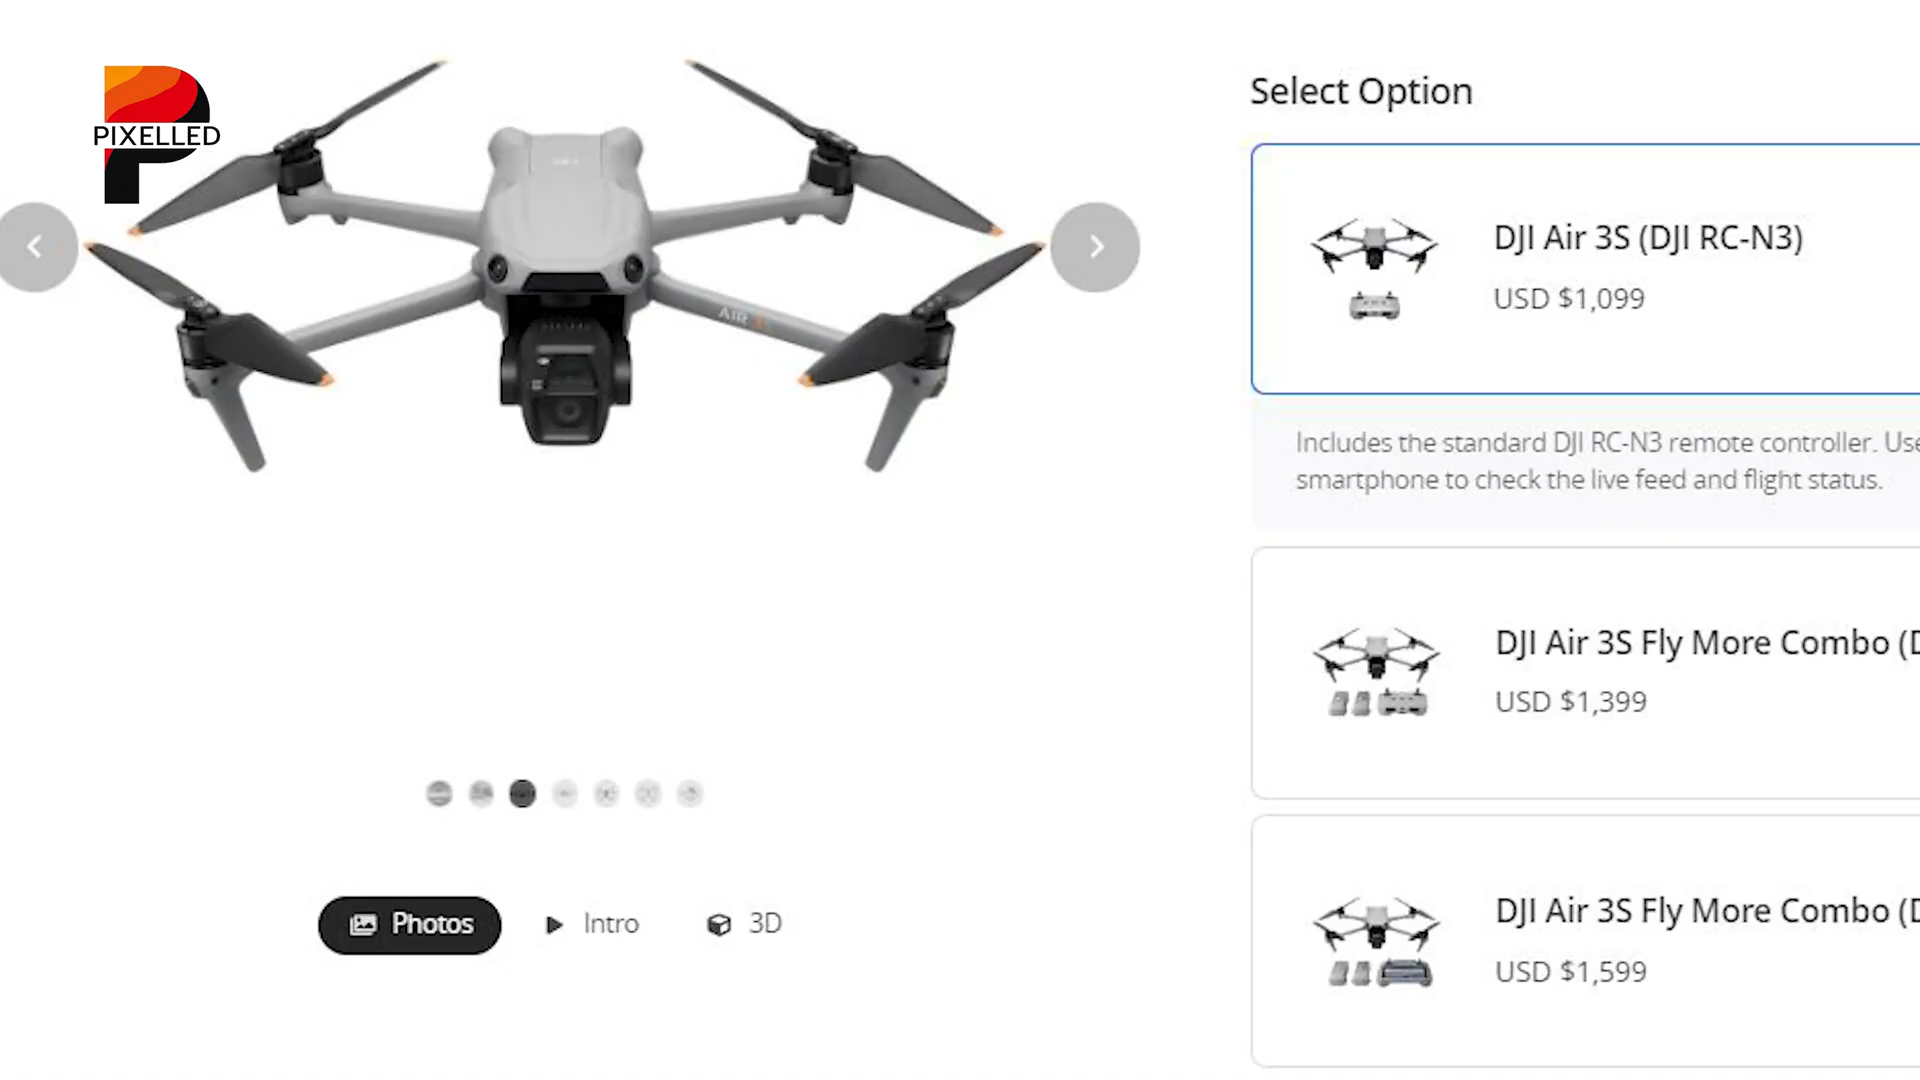 PIXELLED
AIR 3S
Select Option
DJI Air 3S (DJI RC-N3)
USD $1,099
Includes the standard DJI RC-N3 remote controller. Use
smartphone to check the live feed and flight status.
DJI Air 3S Fly More Combo (D
USD $1,399
DJI Air 3S Fly More Combo (D
USD $1,599
Photos
Intro
3D